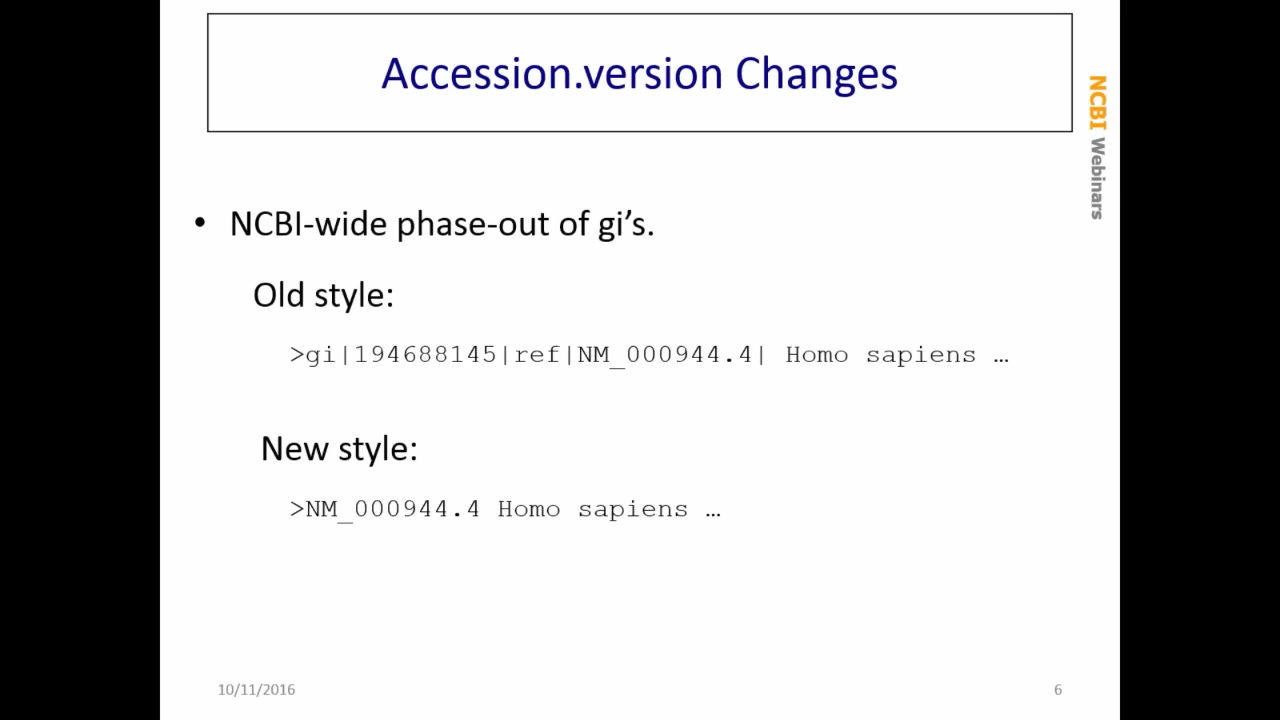 Accession.version Changes
NCBI Webinars
• NCBI-wide phase-out of gi’s.
Old style:
>gi|194688145|ref|NM_000944.4| Homo sapiens …
New style:
>NM_000944.4 Homo sapiens …
10/11/2016
6